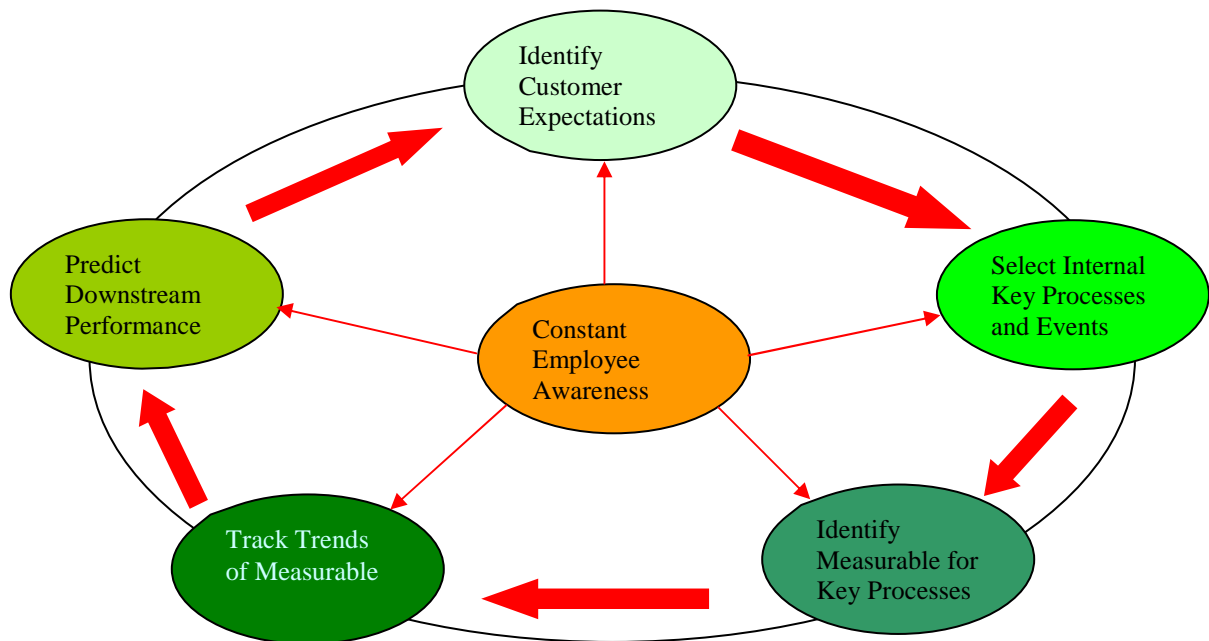 Identify
Customer
Expectations
Select Internal
Key Processes
and Events
Identify
Measurable for
Key Processes
Track Trends
of Measurable
Predict
Downstream
Performance
Constant
Employee
Awareness